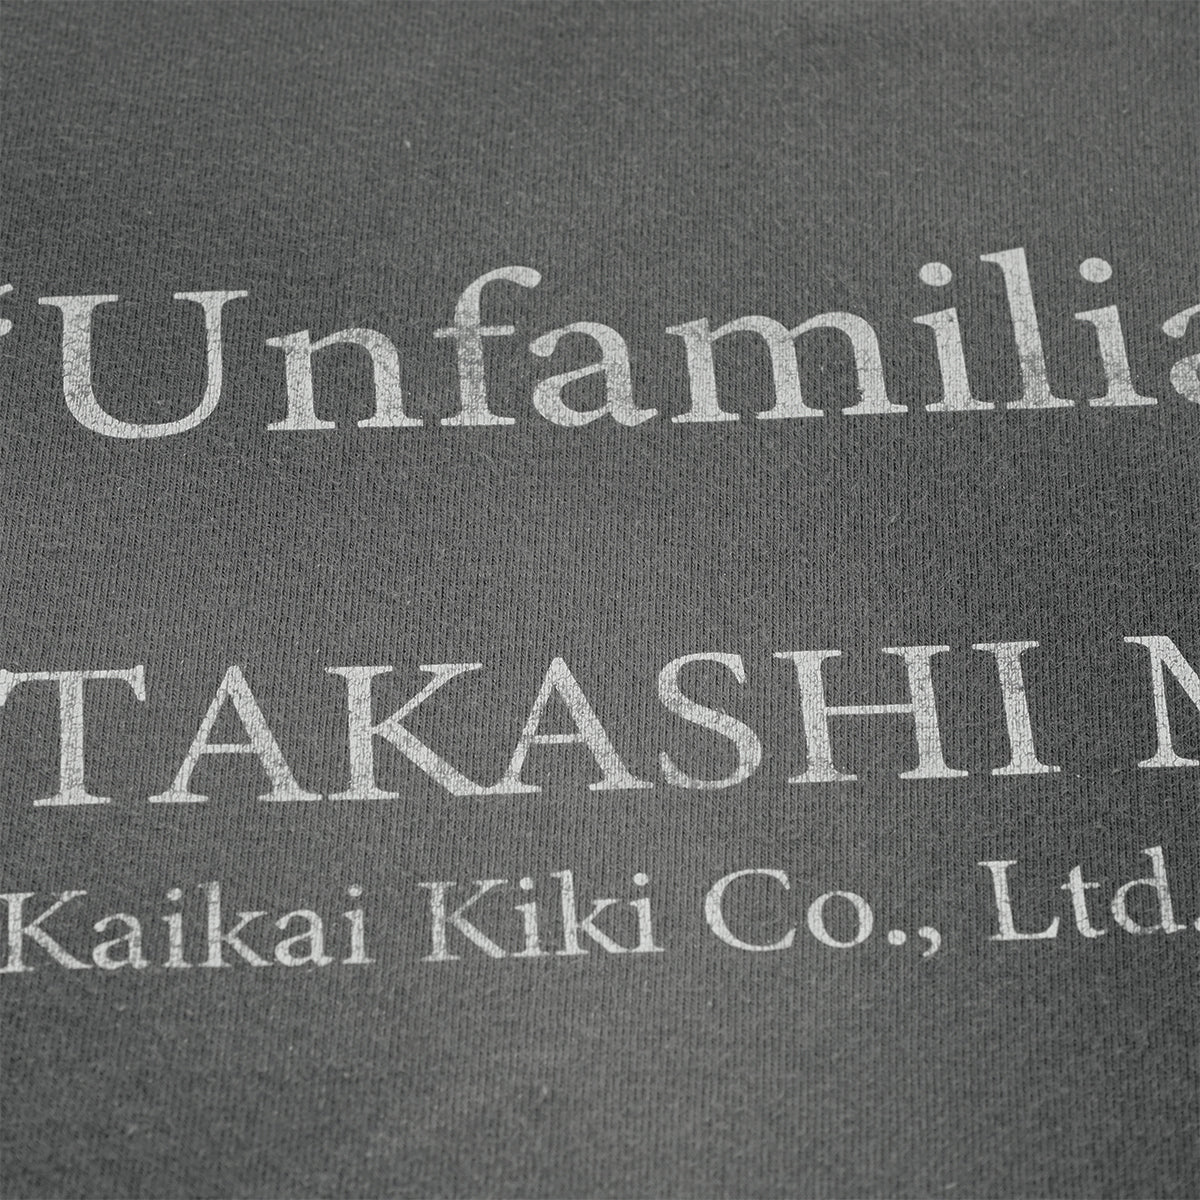 “Unfamilia
TAKASHI M
Kaikai Kiki Co., Ltd.